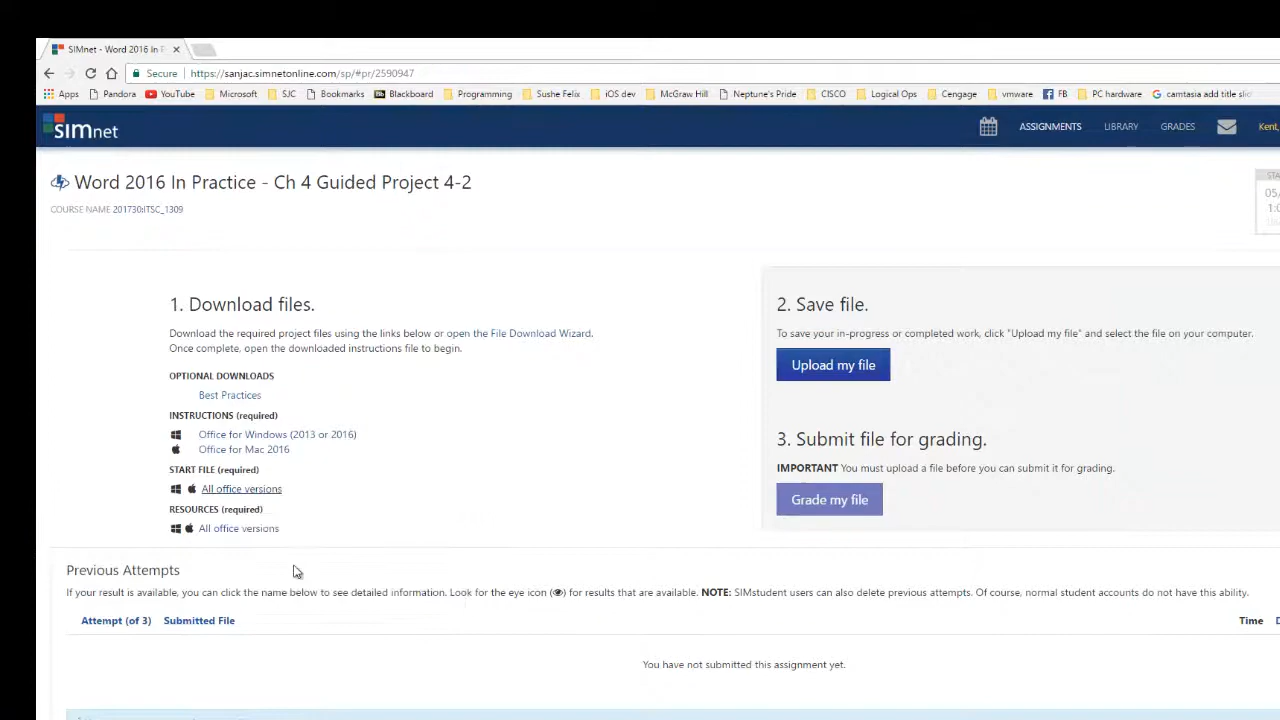 SIMnet - Word 2016 In P
Secure https://sanjac.simnetonline.com/sp/#pr/2590947
Apps Pandora YouTube Microsoft SJC Bookmarks Blackboard Programming Sushe Felix iOS dev McGraw Hill Neptune's Pride CISCO Logical Ops Cengage vmware FB PC hardware camtasia add title slid
simnet ASSIGNMENTS LIBRARY GRADES Kent,
Word 2016 In Practice - Ch 4 Guided Project 4-2
COURSE NAME 201730:ITSC_1309
05/
1. Download files.
Download the required project files using the links below or open the File Download Wizard.
Once complete, open the downloaded instructions file to begin.
OPTIONAL DOWNLOADS
Best Practices
INSTRUCTIONS (required)
Office for Windows (2013 or 2016)
Office for Mac 2016
START FILE (required)
All office versions
RESOURCES (required)
All office versions
2. Save file.
To save your in-progress or completed work, click "Upload my file" and select the file on your computer.
Upload my file
3. Submit file for grading.
IMPORTANT You must upload a file before you can submit it for grading.
Grade my file
Previous Attempts
If your result is available, you can click the name below to see detailed information. Look for the eye icon () for results that are available. NOTE: SIMstudent users can also delete previous attempts. Of course, normal student accounts do not have this ability.
Attempt (of 3) Submitted File Time
You have not submitted this assignment yet.